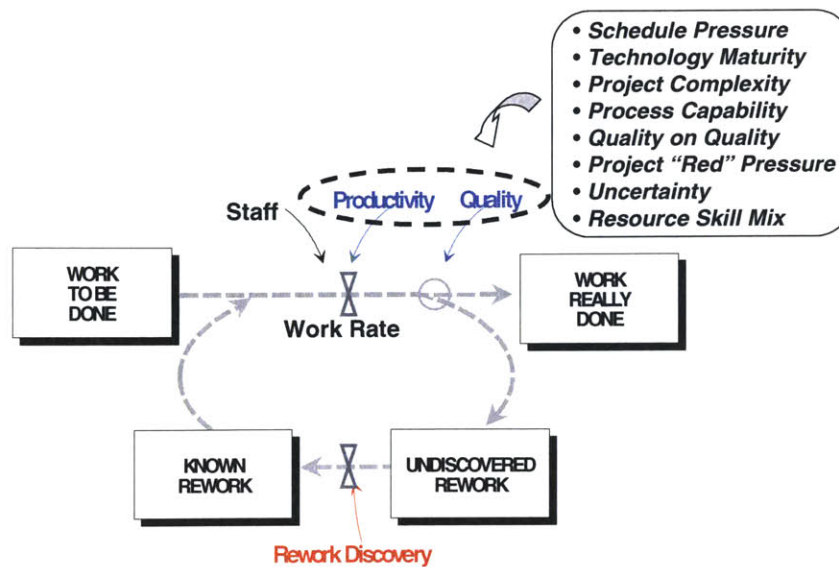 • Schedule Pressure
• Technology Maturity
• Project Complexity
• Process Capability
• Quality on Quality
• Project “Red” Pressure
• Uncertainty
• Resource Skill Mix
Productivity Quality
Staff
WORK
TO BE
DONE
WORK
REALLY
DONE
Work Rate
KNOWN
REWORK
UNDISCOVERED
REWORK
Rework Discovery